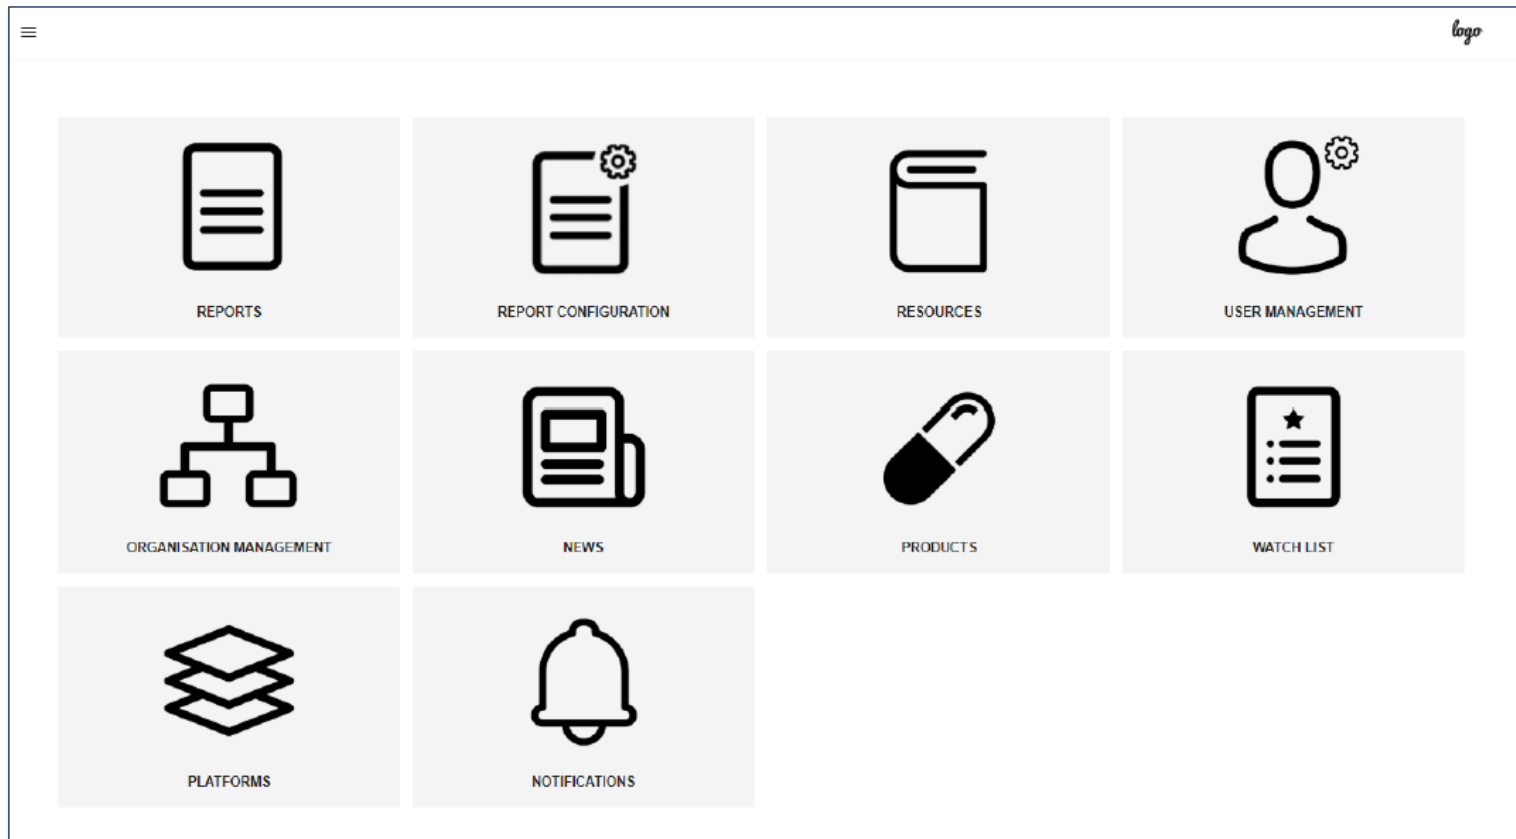 logo
REPORTS
REPORT CONFIGURATION
RESOURCES
USER MANAGEMENT
ORGANISATION MANAGEMENT
NEWS
PRODUCTS
WATCH LIST
PLATFORMS
NOTIFICATIONS